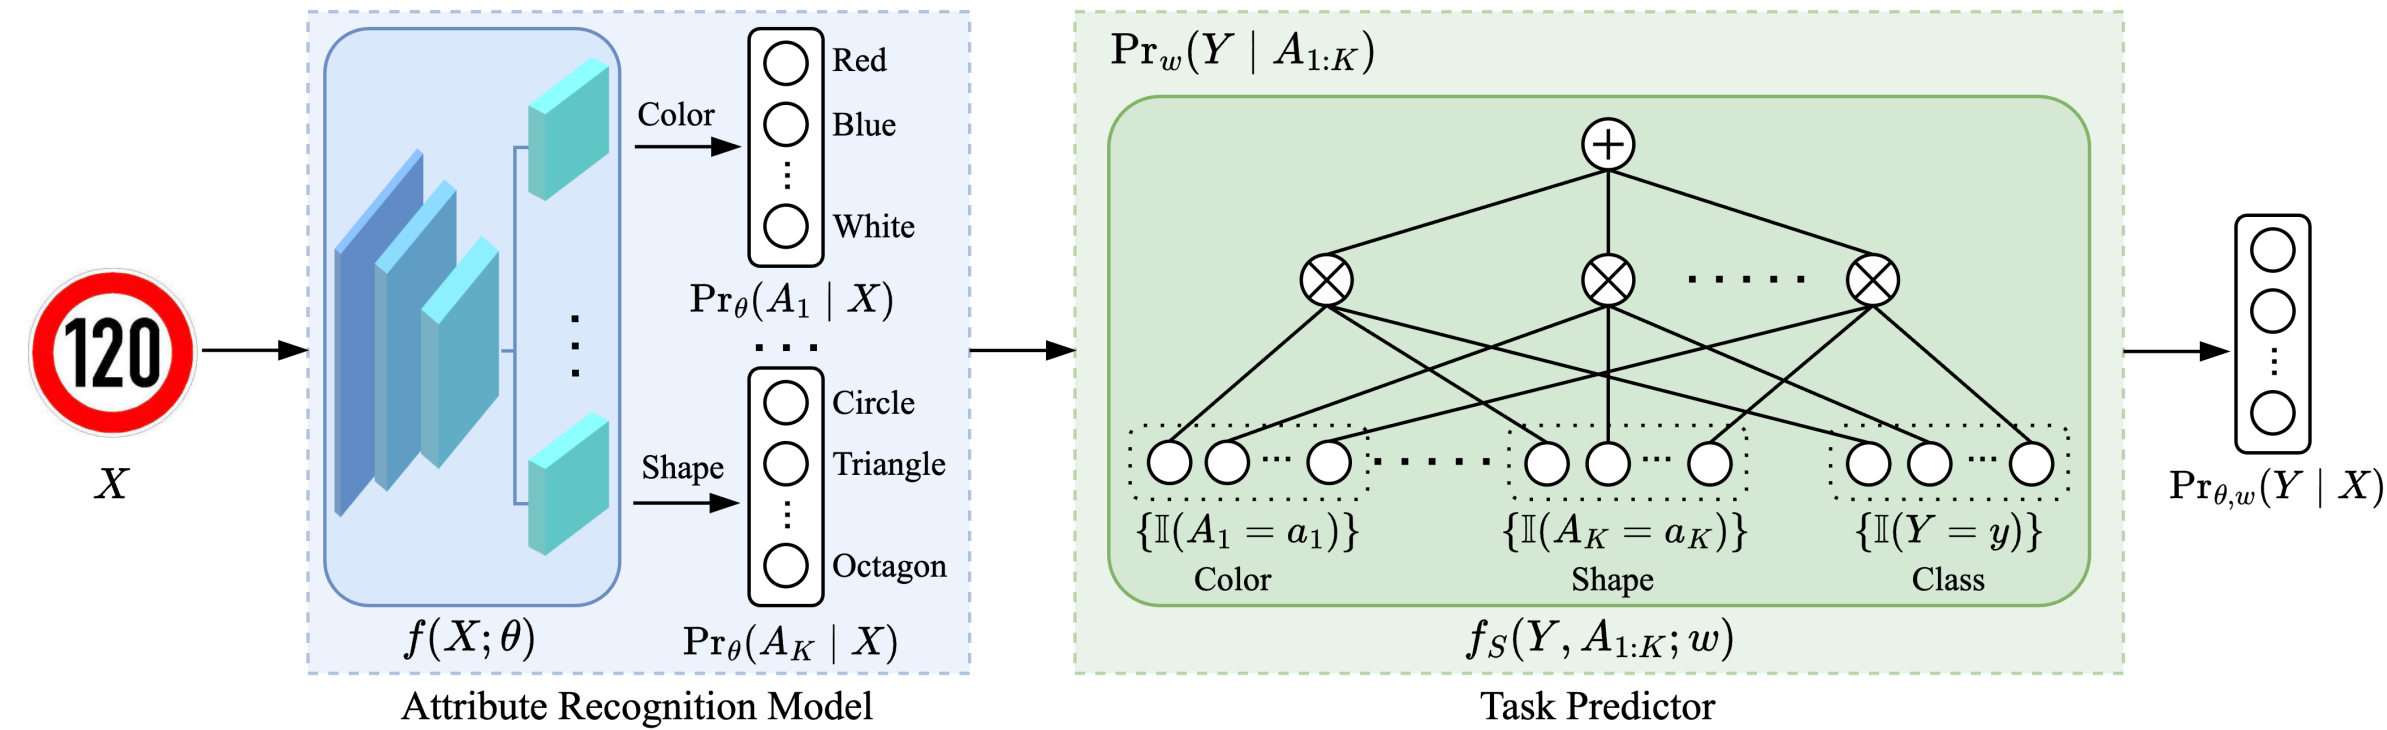 120
X
Color
Red
Blue
White
Pr_θ(A_1 | X)
Shape
Circle
Triangle
Octagon
Pr_θ(A_K | X)
f(X; θ)
Attribute Recognition Model
Pr_w(Y | A_{1:K})
{𝕀(A_1 = a_1)}
Color
{𝕀(A_K = a_K)}
Shape
{𝕀(Y = y)}
Class
f_S(Y, A_{1:K}; w)
Task Predictor
Pr_{θ,w}(Y | X)